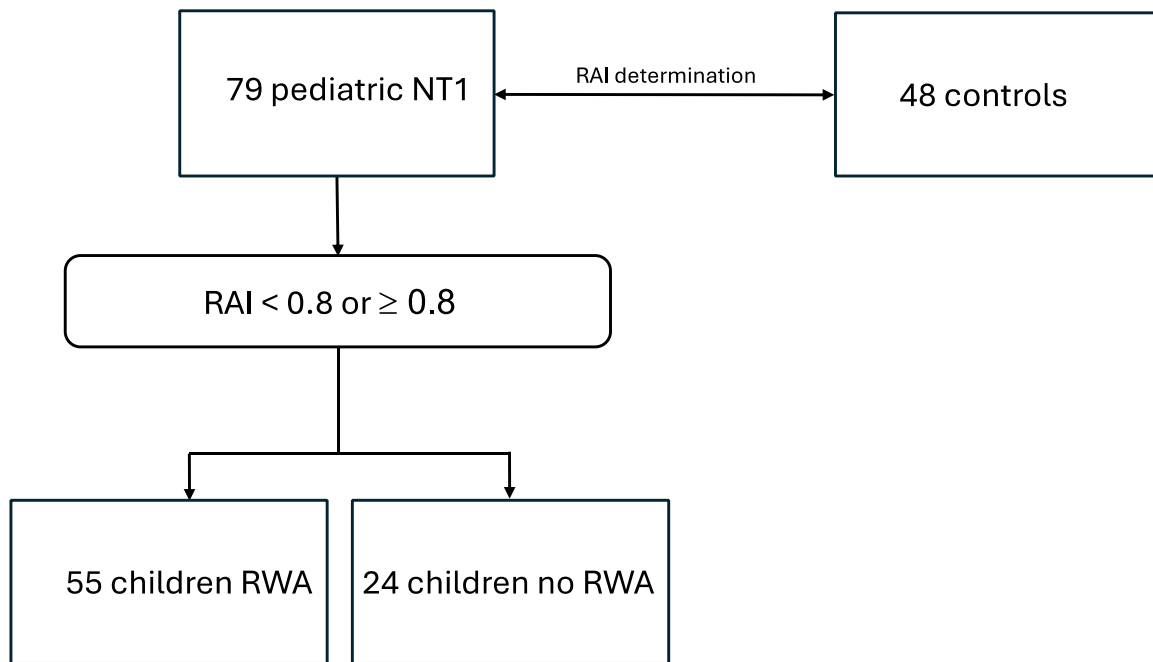 79 pediatric NT1
RAI determination
48 controls
RAI < 0.8 or ≥ 0.8
55 children RWA
24 children no RWA